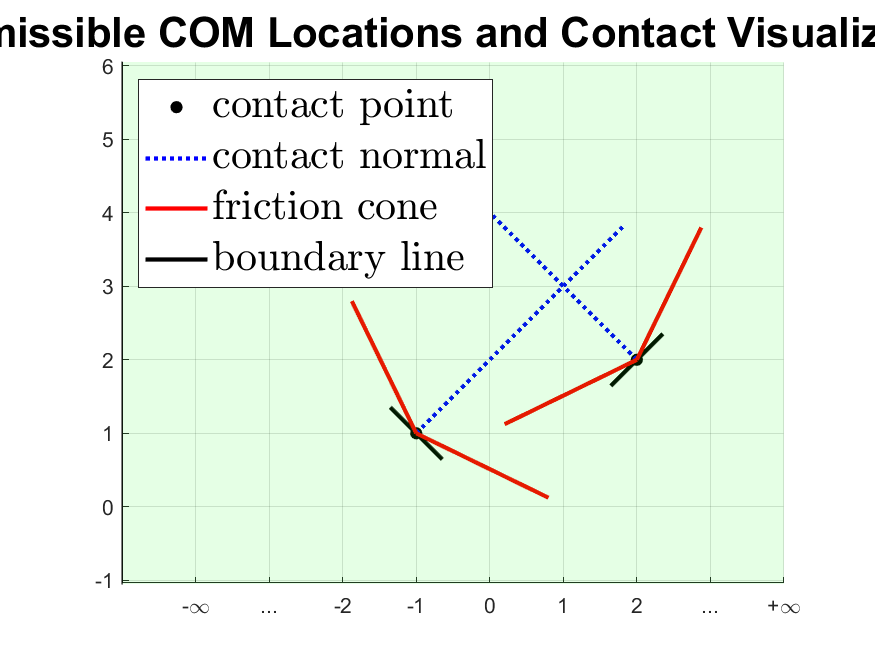 missible COM Locations and Contact Visualiz
6
5
4
3
2
1
0
-1
contact point
contact normal
friction cone
boundary line
-∞ ... -2 -1 0 1 2 ... +∞